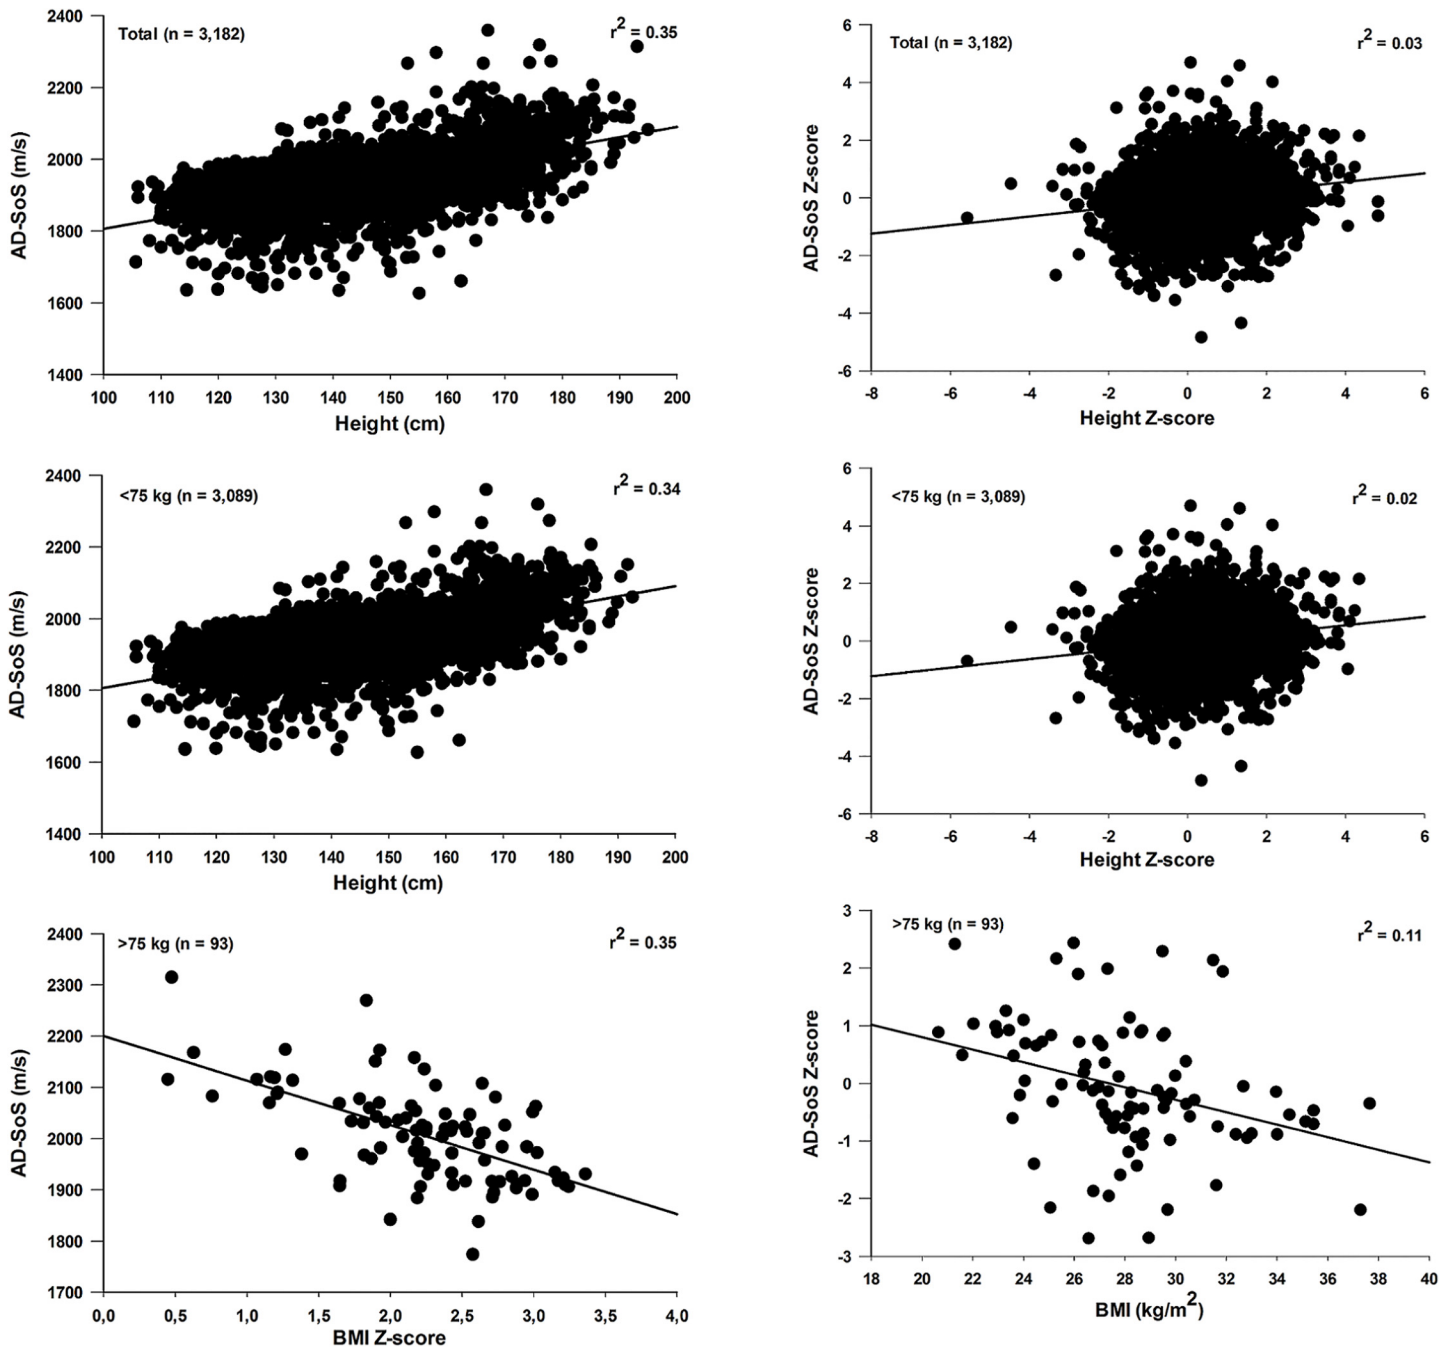 Total (n = 3,182)
r2 = 0.35
AD-SoS (m/s)
2400
2200
2000
1800
1600
1400
100 110 120 130 140 150 160 170 180 190 200
Height (cm)
Total (n = 3,182)
r2 = 0.03
AD-SoS Z-score
6
4
2
0
-2
-4
-6
-8 -6 -4 -2 0 2 4 6
Height Z-score
<75 kg (n = 3,089)
r2 = 0.34
AD-SoS (m/s)
2400
2200
2000
1800
1600
1400
100 110 120 130 140 150 160 170 180 190 200
Height (cm)
<75 kg (n = 3,089)
r2 = 0.02
AD-SoS Z-score
6
4
2
0
-2
-4
-6
-8 -6 -4 -2 0 2 4 6
Height Z-score
>75 kg (n = 93)
r2 = 0.35
AD-SoS (m/s)
2400
2300
2200
2100
2000
1900
1800
1700
0,0 0,5 1,0 1,5 2,0 2,5 3,0 3,5 4,0
BMI Z-score
>75 kg (n = 93)
r2 = 0.11
AD-SoS Z-score
3
2
1
0
-1
-2
-3
18 20 22 24 26 28 30 32 34 36 38 40
BMI (kg/m2)